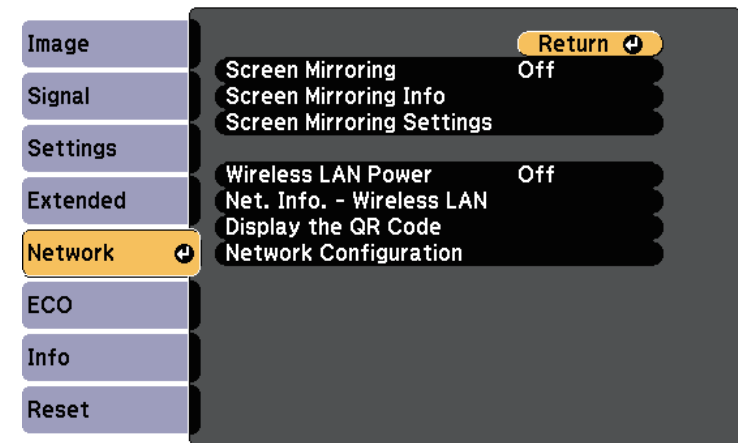 Image
Signal
Settings
Extended
Network
ECO
Info
Reset
Return
Screen Mirroring Off
Screen Mirroring Info
Screen Mirroring Settings
Wireless LAN Power Off
Net. Info. - Wireless LAN
Display the QR Code
Network Configuration